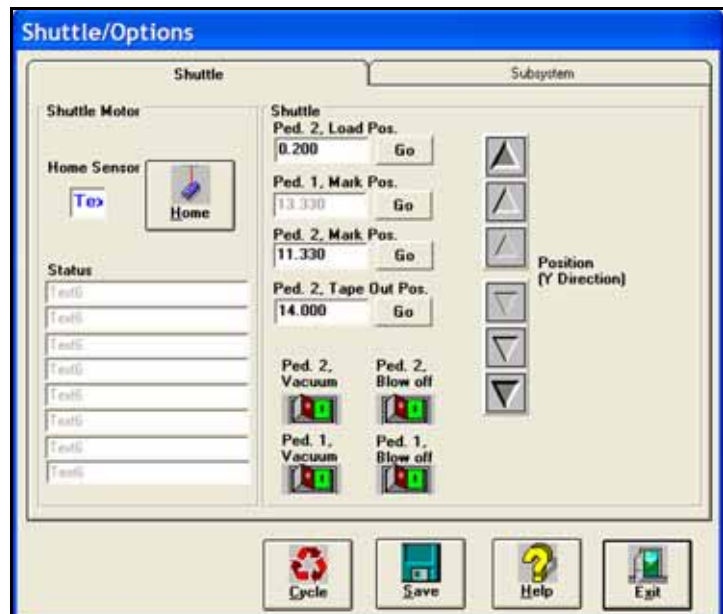 Shuttle/Options
Shuttle
Subsystem
Shuttle Motor
Home Sensor
Tex
Home
Status
Text6
Text6
Text6
Text6
Text6
Text6
Text6
Text6
Shuttle
Ped. 2, Load Pos.
0.200 Go
Ped. 1, Mark Pos.
13.330 Go
Ped. 2, Mark Pos.
11.330 Go
Ped. 2, Tape Out Pos.
14.000 Go
Position
(Y Direction)
Ped. 2,
Vacuum
Ped. 2,
Blow off
Ped. 1,
Vacuum
Ped. 1,
Blow off
Cycle
Save
Help
Exit